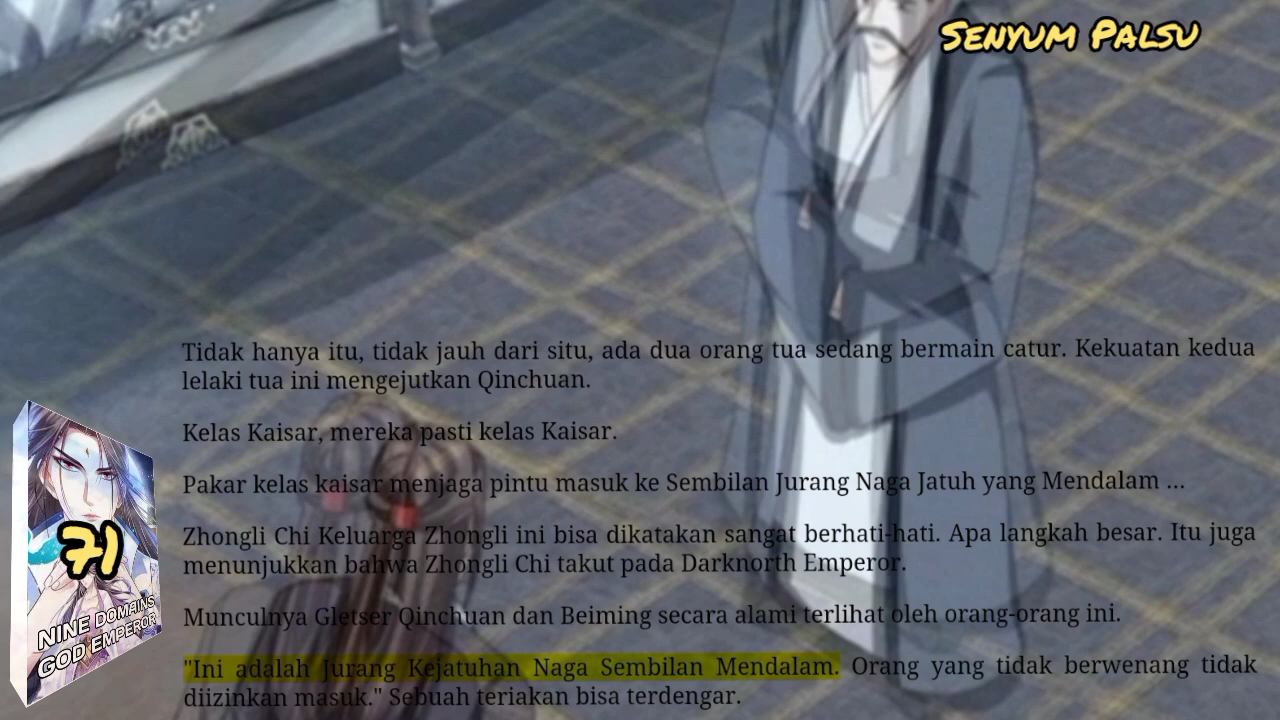 SENYUM PALSU
Tidak hanya itu, tidak jauh dari situ, ada dua orang tua sedang bermain catur. Kekuatan kedua
lelaki tua ini mengejutkan Qinchuan.
Kelas Kaisar, mereka pasti kelas Kaisar.
Pakar kelas kaisar menjaga pintu masuk ke Sembilan Jurang Naga Jatuh yang Mendalam ...
Zhongli Chi Keluarga Zhongli ini bisa dikatakan sangat berhati-hati. Apa langkah besar. Itu juga
menunjukkan bahwa Zhongli Chi takut pada Darknorth Emperor.
Munculnya Gletser Qinchuan dan Beiming secara alami terlihat oleh orang-orang ini.
"Ini adalah Jurang Kejatuhan Naga Sembilan Mendalam. Orang yang tidak berwenang tidak
diizinkan masuk." Sebuah teriakan bisa terdengar.
71
NINE DOMAINS
GOD EMPEROR